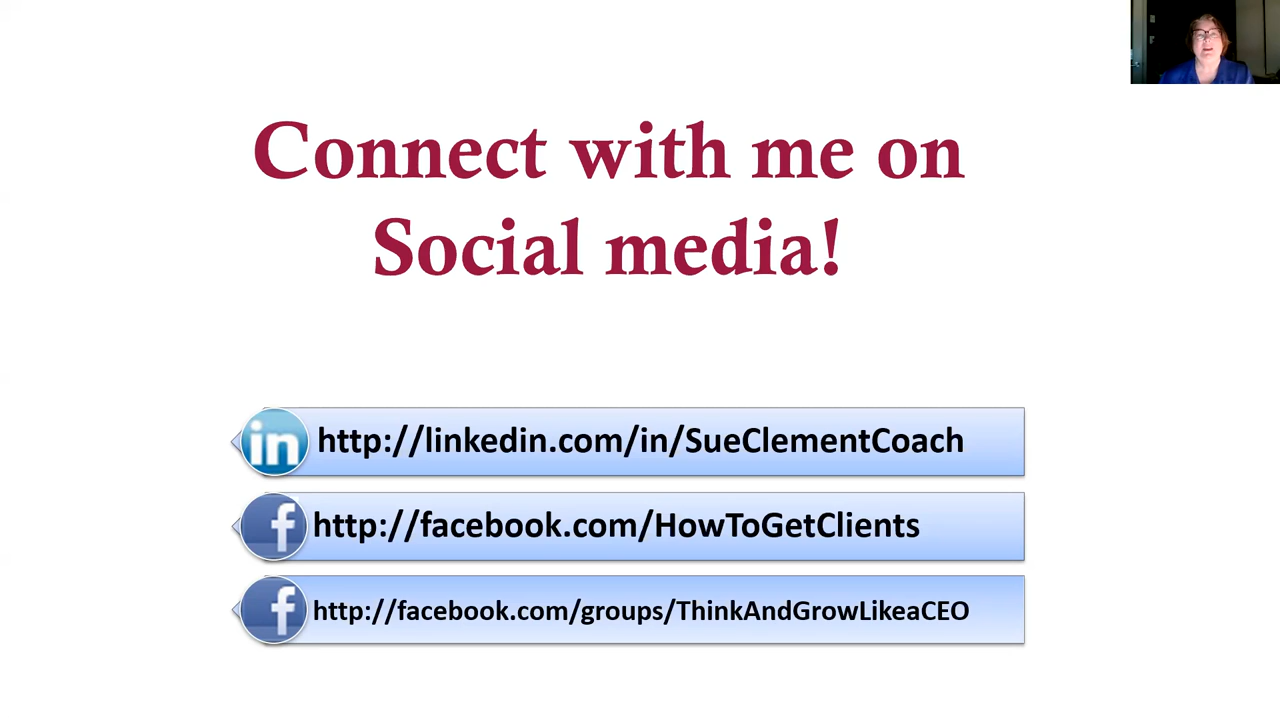 Connect with me on
Social media!
in http://linkedin.com/in/SueClementCoach
f http://facebook.com/HowToGetClients
f http://facebook.com/groups/ThinkAndGrowLikeaCEO